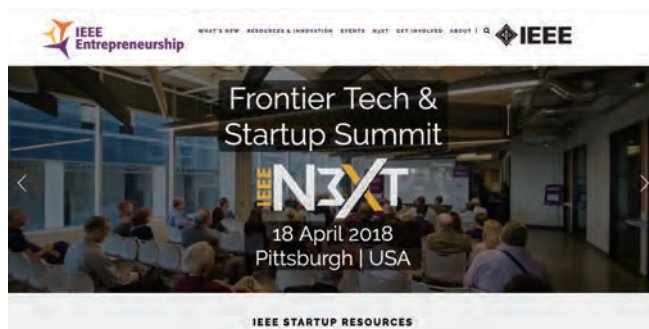 IEEE
Entrepreneurship
WHAT'S NEW RESOURCES & INNOVATION EVENTS N3XT GET INVOLVED ABOUT |
IEEE
Frontier Tech &
Startup Summit
IEEE N3XT
18 April 2018
Pittsburgh | USA
IEEE STARTUP RESOURCES